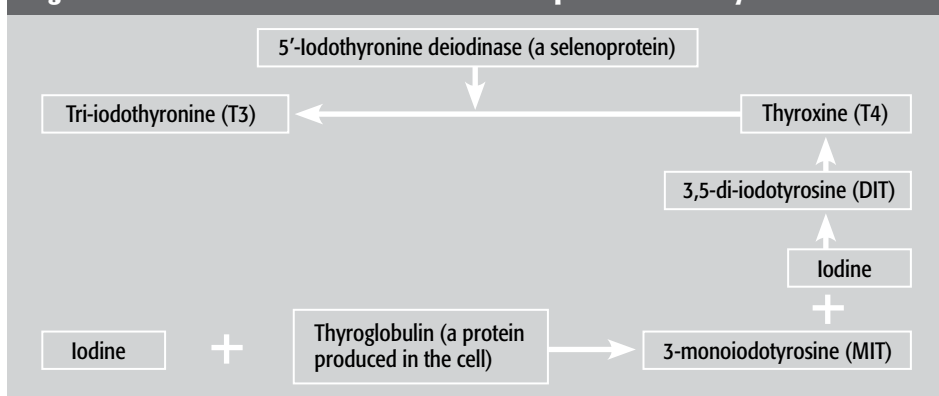 5’-Iodothyronine deiodinase (a selenoprotein)
Tri-iodothyronine (T3)
Thyroxine (T4)
3,5-di-iodotyrosine (DIT)
Iodine
+
Iodine
+
Thyroglobulin (a protein
produced in the cell)
3-monoiodotyrosine (MIT)